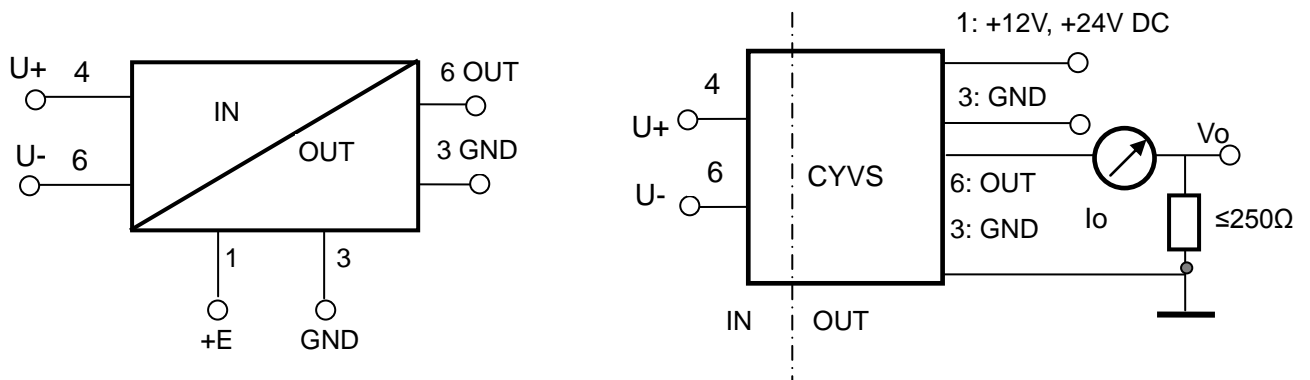 U+ 4
IN
6 OUT
U- 6
OUT
3 GND
1
3
+E
GND
1: +12V, +24V DC
4
3: GND
U+
Vo
6
CYVS
6: OUT
U-
Io
≤250Ω
3: GND
IN
OUT